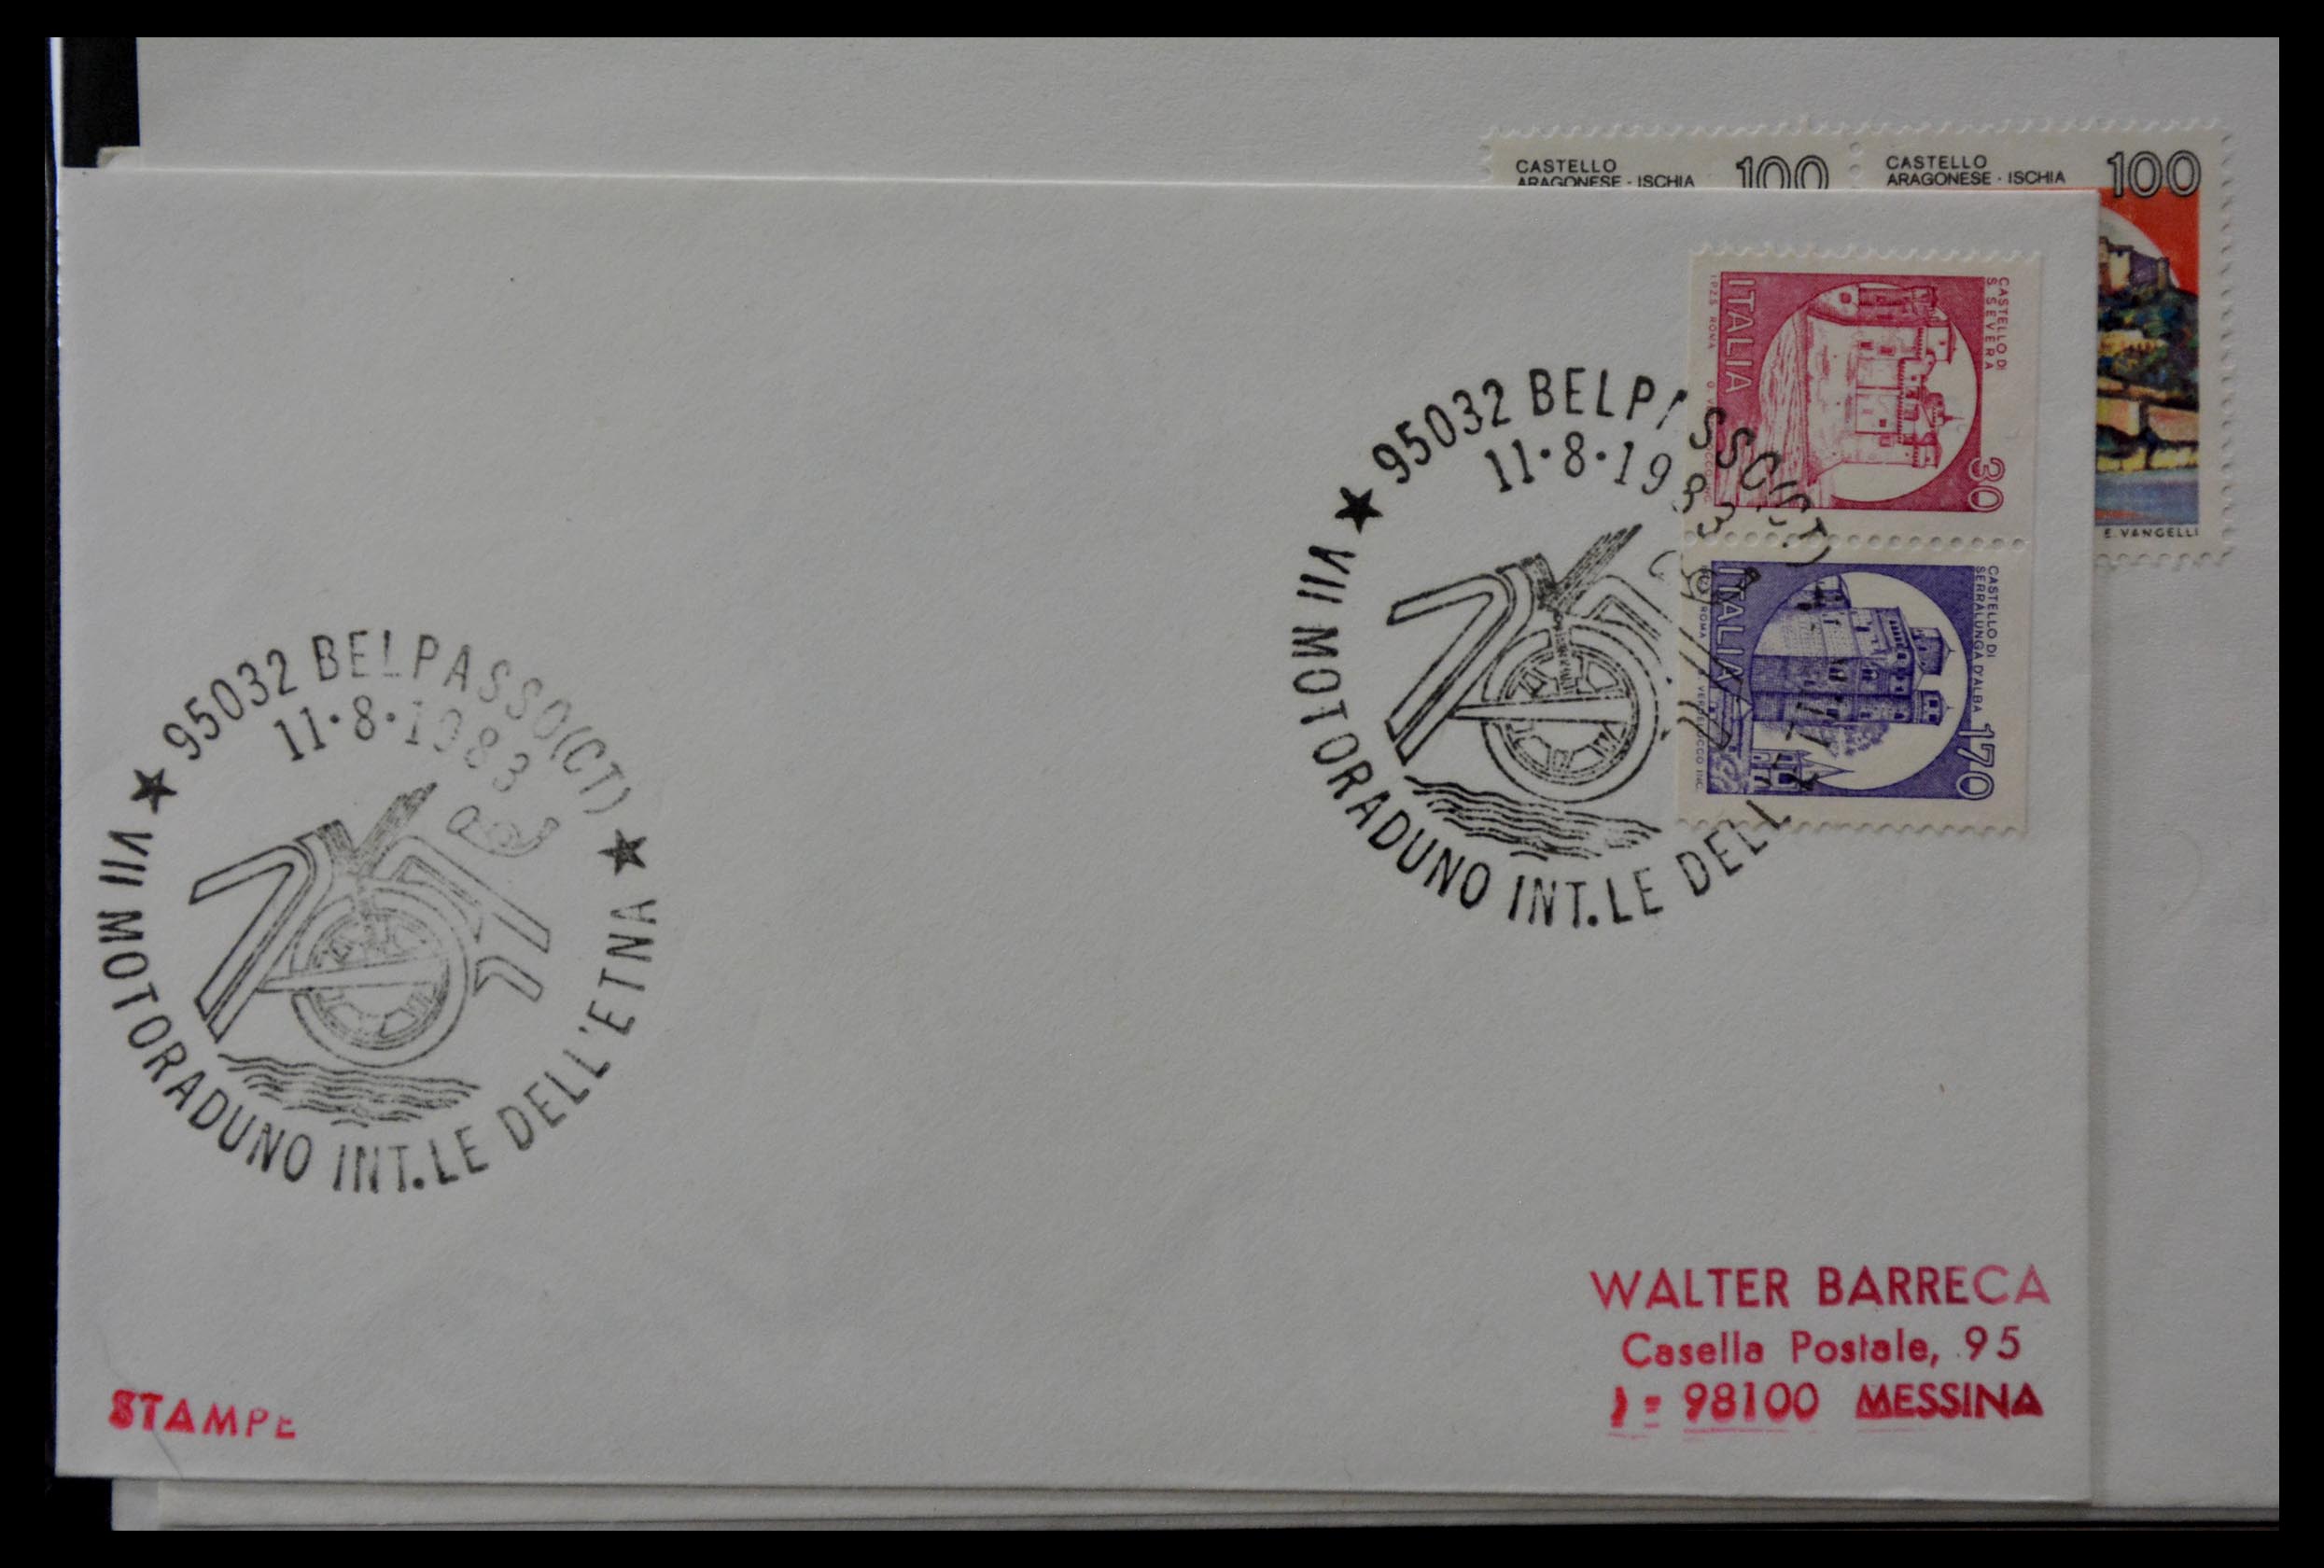 CASTELLO
ARAGONESE · ISCHIA
100
CASTELLO
ARAGONESE · ISCHIA
100
E. VANGELLI
CASTELLO DI
S. SEVERA
30
ITALIA
I.P.Z.S. ROMA
CASTELLO DI
SERRALUNGA D'ALBA
170
ITALIA
ROMA
95032 BELPASSO (CT)
11·8·1983
VII MOTORADUNO INT.LE DELL'
95032 BELPASSO (CT)
11·8·1983
VII MOTORADUNO INT.LE DELL'ETNA
WALTER BARRECA
Casella Postale, 95
98100 MESSINA
STAMPE